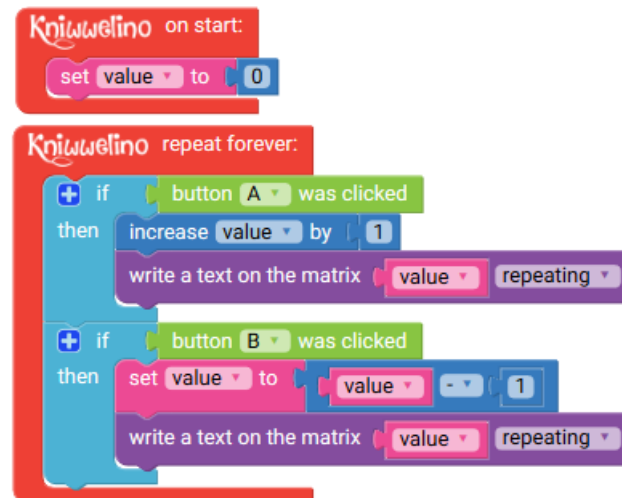 Kniwwelino on start:
set value to 0
Kniwwelino repeat forever:
if button A was clicked
then increase value by 1
write a text on the matrix value repeating
if button B was clicked
then set value to value - 1
write a text on the matrix value repeating